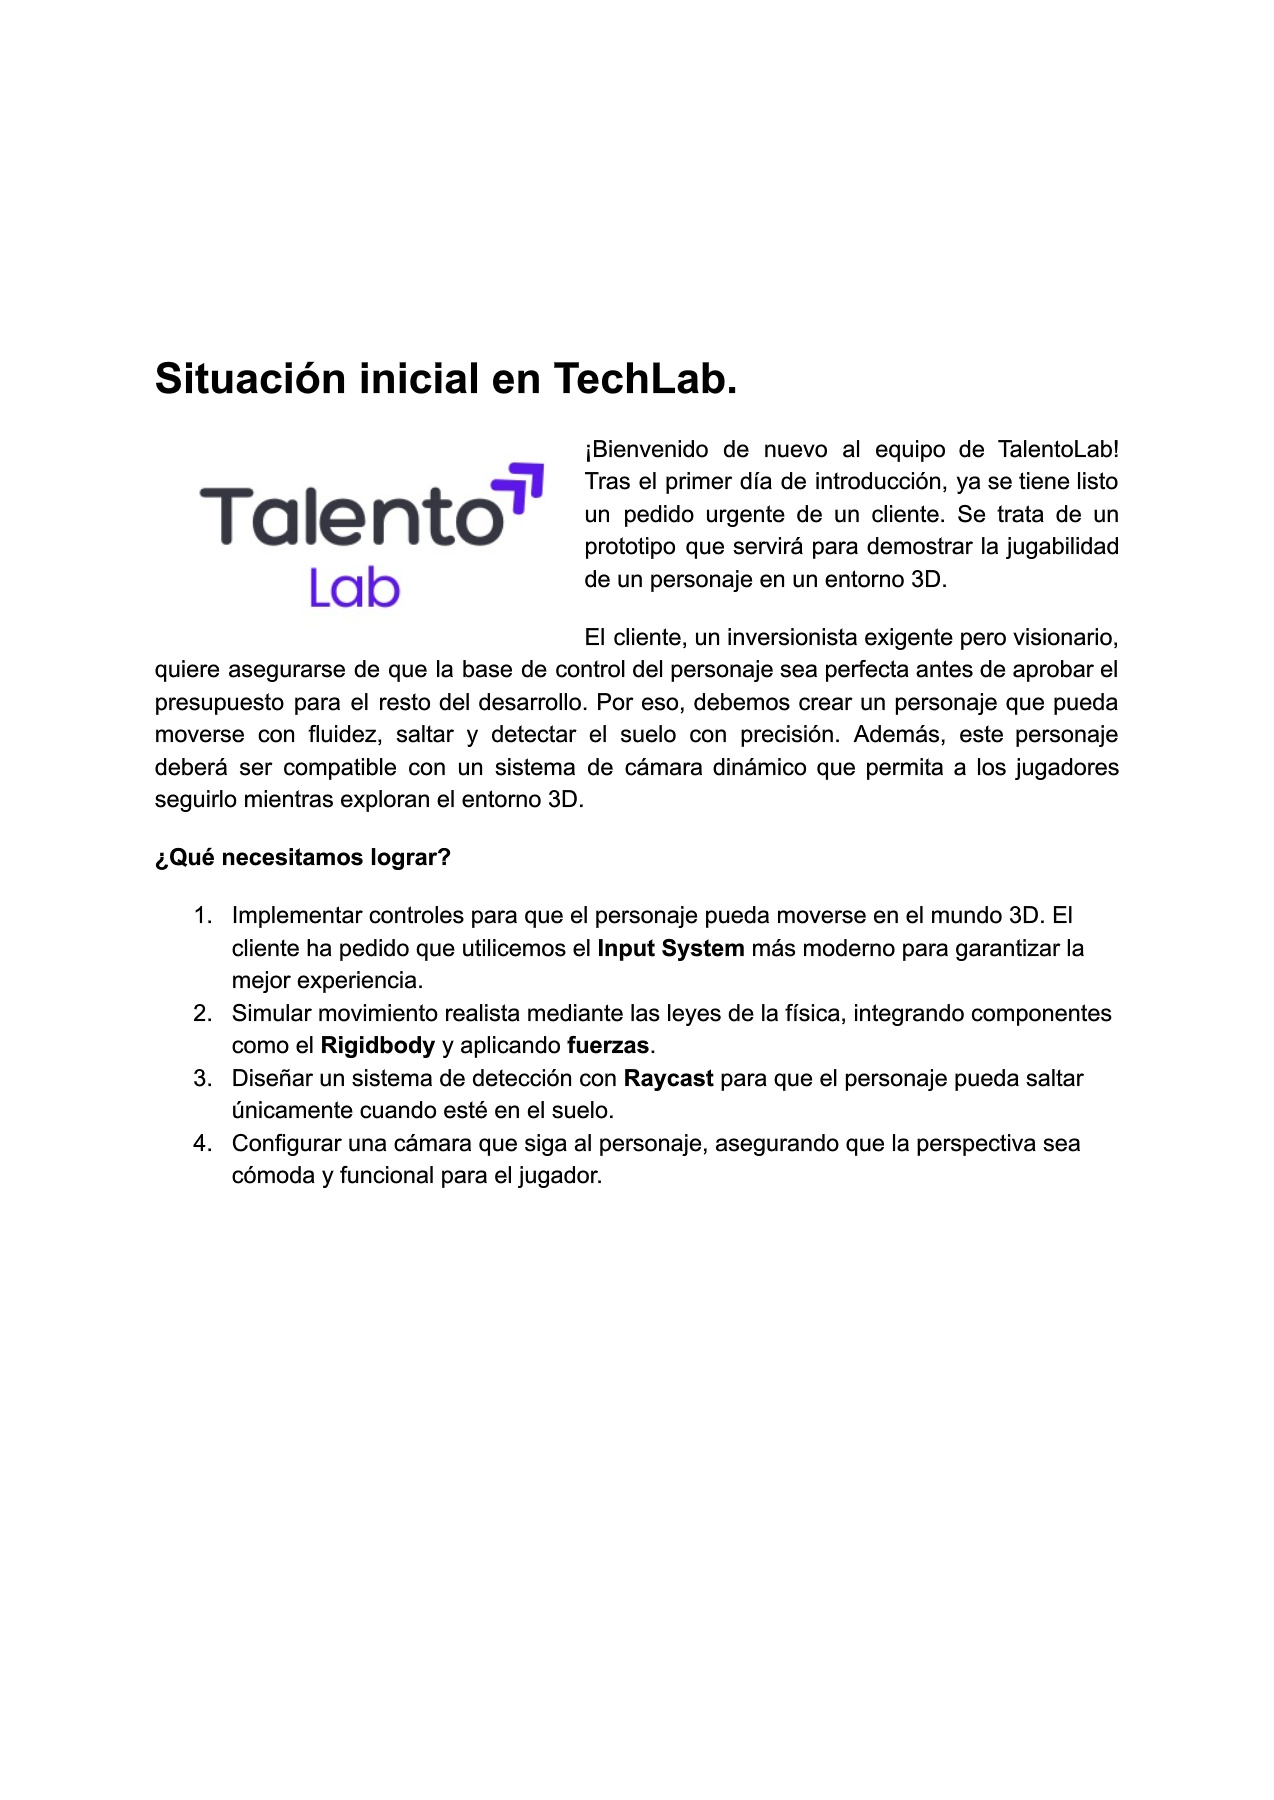 Situación inicial en TechLab.
Talento
Lab
¡Bienvenido de nuevo al equipo de TalentoLab!
Tras el primer día de introducción, ya se tiene listo
un pedido urgente de un cliente. Se trata de un
prototipo que servirá para demostrar la jugabilidad
de un personaje en un entorno 3D.
El cliente, un inversionista exigente pero visionario,
quiere asegurarse de que la base de control del personaje sea perfecta antes de aprobar el
presupuesto para el resto del desarrollo. Por eso, debemos crear un personaje que pueda
moverse con fluidez, saltar y detectar el suelo con precisión. Además, este personaje
deberá ser compatible con un sistema de cámara dinámico que permita a los jugadores
seguirlo mientras exploran el entorno 3D.
¿Qué necesitamos lograr?
1. Implementar controles para que el personaje pueda moverse en el mundo 3D. El
cliente ha pedido que utilicemos el Input System más moderno para garantizar la
mejor experiencia.
2. Simular movimiento realista mediante las leyes de la física, integrando componentes
como el Rigidbody y aplicando fuerzas.
3. Diseñar un sistema de detección con Raycast para que el personaje pueda saltar
únicamente cuando esté en el suelo.
4. Configurar una cámara que siga al personaje, asegurando que la perspectiva sea
cómoda y funcional para el jugador.